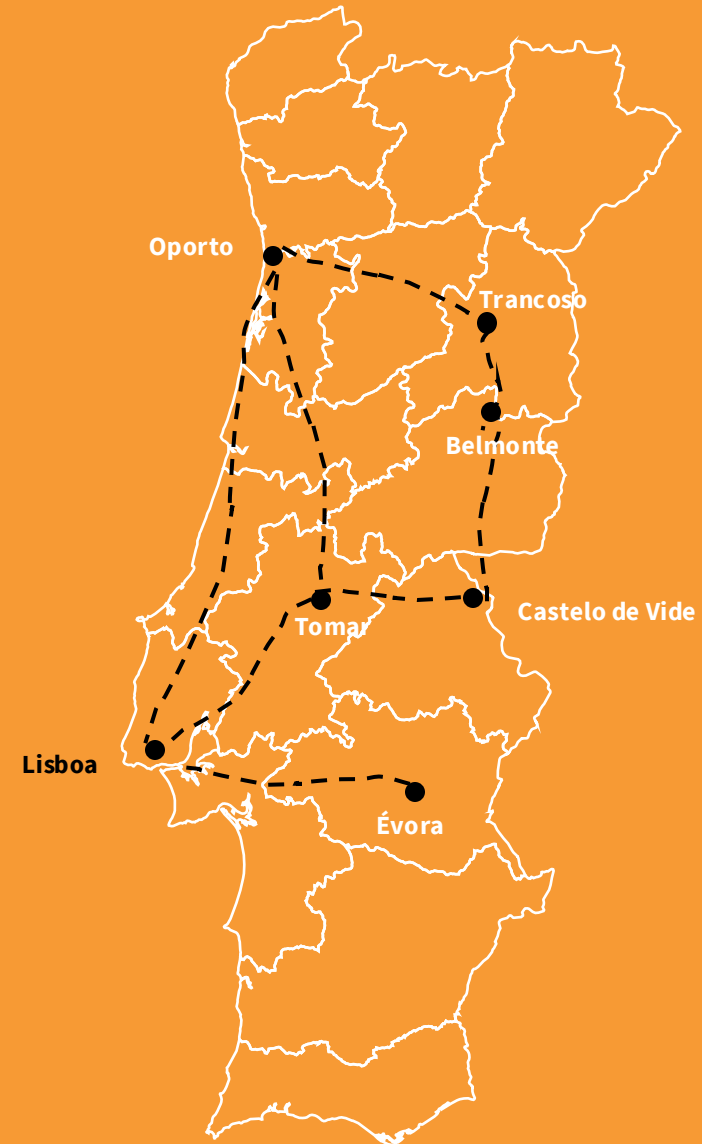 Oporto
Trancoso
Belmonte
Castelo de Vide
Tomar
Lisboa
Évora